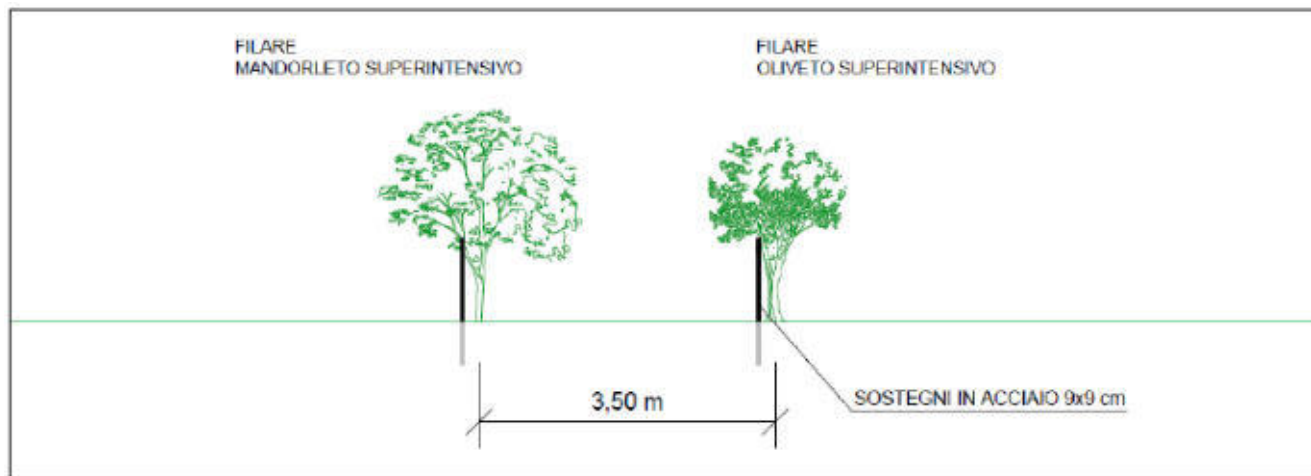 FILARE
MANDORLETO SUPERINTENSIVO
FILARE
OLIVETO SUPERINTENSIVO
3,50 m
SOSTEGNI IN ACCIAIO 9x9 cm